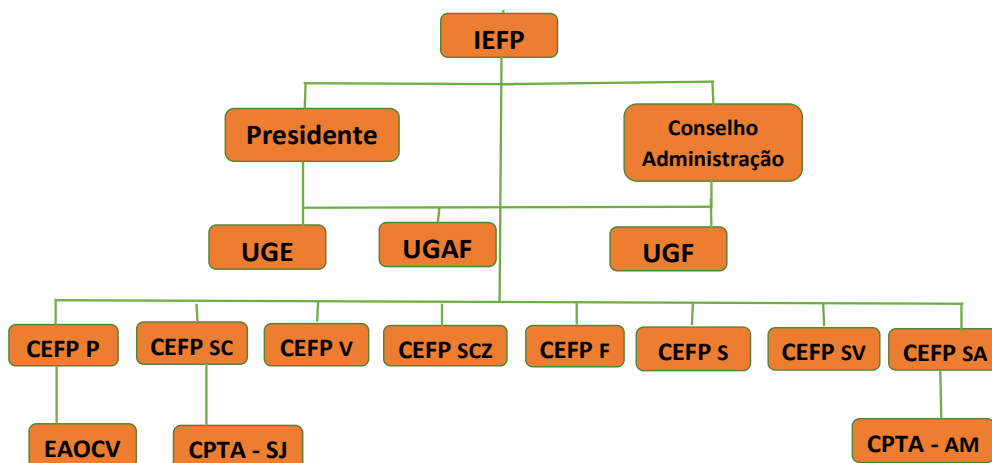 IEFP
Presidente
Conselho
Administração
UGE
UGAF
UGF
CEFP P
CEFP SC
CEFP V
CEFP SCZ
CEFP F
CEFP S
CEFP SV
CEFP SA
EAOCV
CPTA - SJ
CPTA - AM